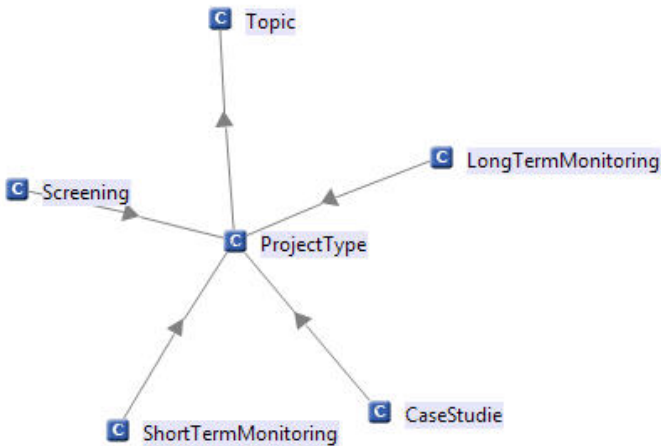 C Topic
C LongTermMonitoring
C Screening
C ProjectType
C CaseStudie
C ShortTermMonitoring